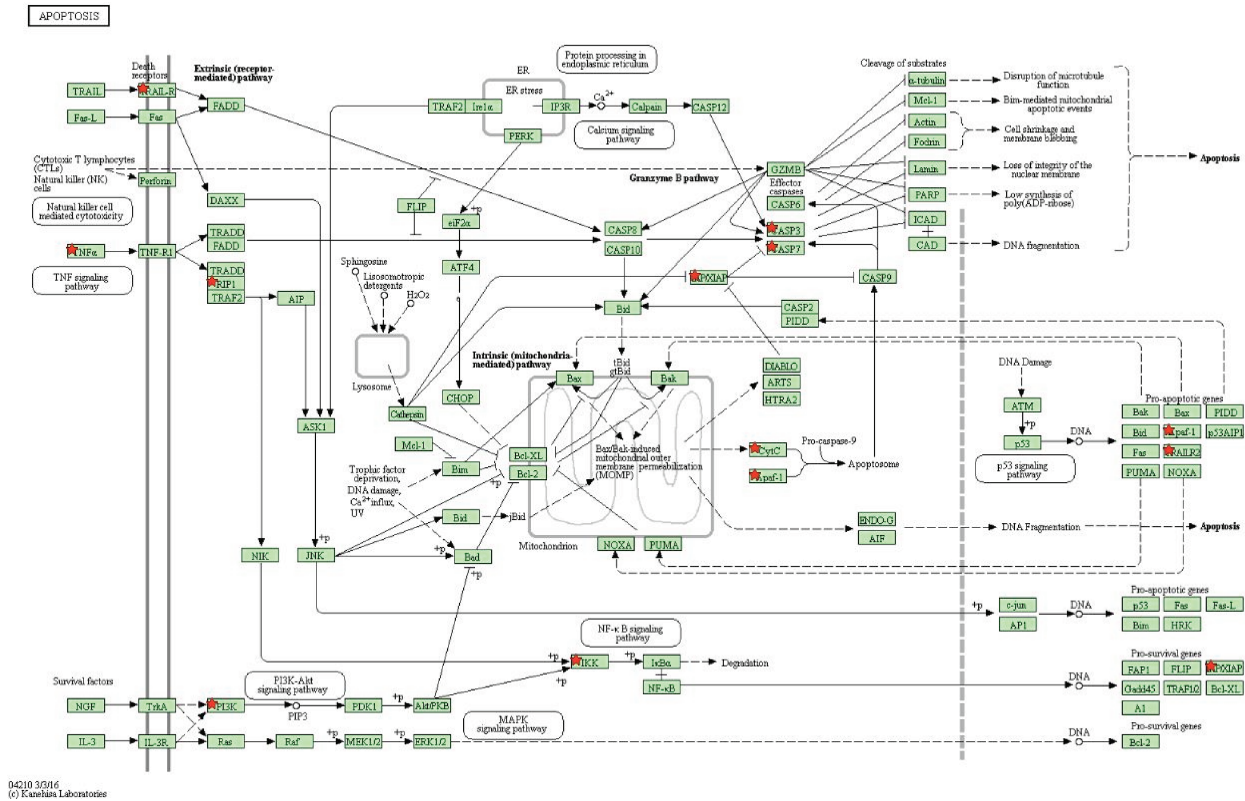 APOPTOSIS
Death
receptors
Extrinsic (receptor-
mediated) pathway
TRAIL
TRAIL-R
FADD
Fas-L
Fas
Cytotoxic T lymphocytes
(CTLs)
Natural killer (NK)
cells
Perforin
Natural killer cell
mediated cytotoxicity
DAXX
TNFα
TNF-R1
TRADD
FADD
TRADD
RIP1
TRAF2
TNF signaling
pathway
AIP
ER
ER stress
TRAF2
Ire1α
IP3R
PERK
Protein processing in
endoplasmic reticulum
Ca2+
Calpain
CASP12
Calcium signaling
pathway
Granzyme B pathway
FLIP
+p
eiF2α
ATF4
CASP8
CASP10
GZMB
Effector
caspases
CASP6
CASP3
CASP7
Cleavage of substrates
α-tubulin
Mcl-1
Actin
Fodrin
Lamin
PARP
ICAD
CAD
Disruption of microtubule
function
Bim-mediated mitochondrial
apoptotic events
Cell shrinkage and
membrane blebbing
Loss of integrity of the
nuclear membrane
Low synthesis of
poly(ADP-ribose)
DNA fragmentation
Apoptosis
Sphingosine
Lisosomotropic
detergents
H2O2
Lysosome
IAP/XIAP
CASP9
Bid
CASP2
PIDD
Intrinsic (mitochondria-
mediated) pathway
tBid
gtBid
Bax
Bak
DIABLO
ARTS
HTRA2
CHOP
Cathepsin
ASK1
Mcl-1
Bim
Bcl-XL
Bcl-2
+p
Trophic factor
deprivation,
DNA damage,
Ca2+influx,
UV
Bax/Bak-induced
mitochondrial outer
membrane permeabilization
(MOMP)
CytC
Apaf-1
Pro-caspase-9
Apoptosome
Bid
jBid
Bad
+p
+p
Mitochondrion
NOXA
PUMA
ENDO-G
AIF
DNA Fragmentation
Apoptosis
DNA Damage
ATM
+p
p53
DNA
p53 signaling
pathway
Pro-apoptotic genes
Bak
Bax
PIDD
Bid
Apaf-1
p53AIP1
Fas
TRAILR2
PUMA
NOXA
NIK
+p
JNK
+p
c-jun
AP1
DNA
Pro-apoptotic genes
p53
Fas
Fas-L
Bim
HRK
NF-κB signaling
pathway
+p
IKK
+p
+p
IκBα
Degradation
NF-κB
DNA
Pro-survival genes
FAP1
FLIP
IAP/XIAP
Gadd45
TRAF1/2
Bcl-XL
A1
Survival factors
NGF
TrkA
PI3K
PI3K-Akt
signaling pathway
PIP3
PDK1
+p
Akt/PKB
IL-3
IL-3R
Ras
Raf
+p
MEK1/2
+p
ERK1/2
MAPK
signaling pathway
DNA
Pro-survival genes
Bcl-2
04210 3/3/16
(c) Kanehisa Laboratories